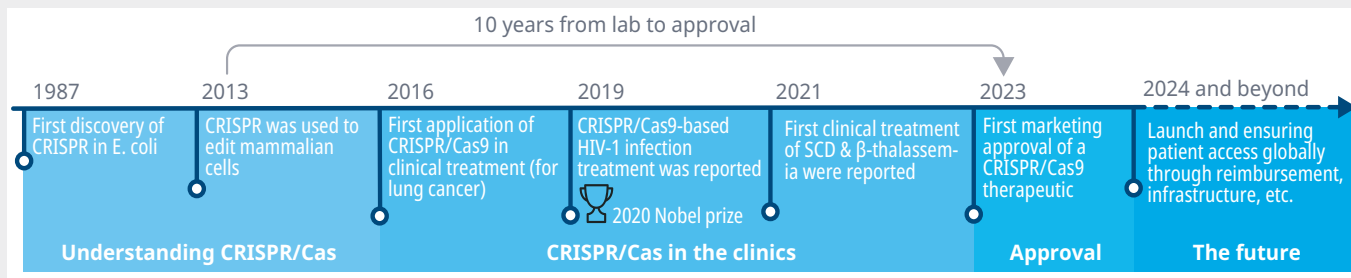 10 years from lab to approval
1987
2013
2016
2019
2021
2023
2024 and beyond
First discovery of
CRISPR in E. coli
CRISPR was used to
edit mammalian
cells
First application of
CRISPR/Cas9 in
clinical treatment (for
lung cancer)
CRISPR/Cas9-based
HIV-1 infection
treatment was reported
2020 Nobel prize
First clinical treatment
of SCD & β-thalassem-
ia were reported
First marketing
approval of a
CRISPR/Cas9
therapeutic
Launch and ensuring
patient access globally
through reimbursement,
infrastructure, etc.
Understanding CRISPR/Cas
CRISPR/Cas in the clinics
Approval
The future